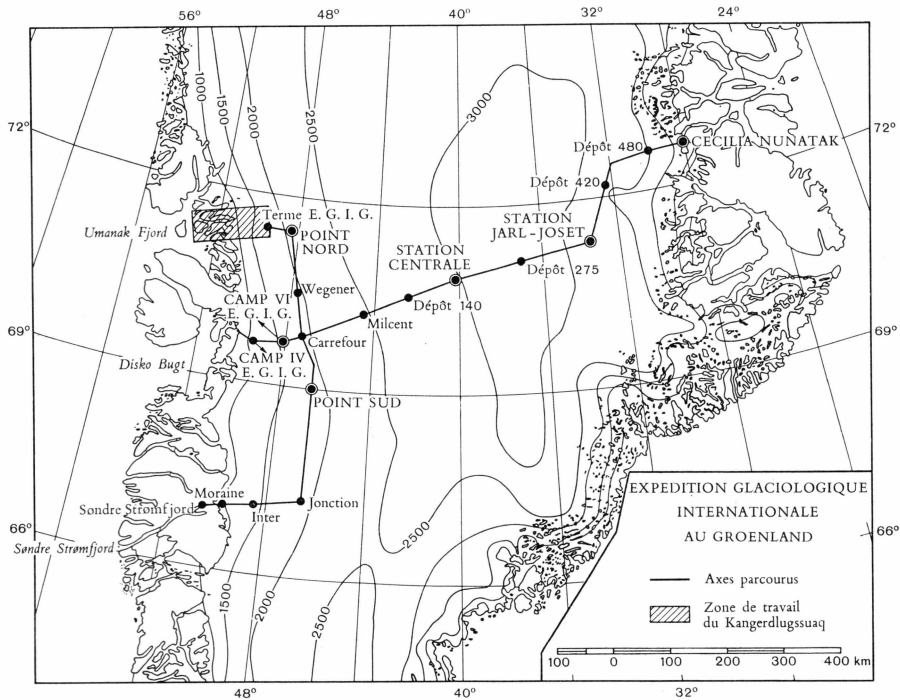 56° 48° 40° 32° 24°
1000
1500
2000
2500
3000
72°
72°
Dépôt 480
CECILIA NUNATAK
Dépôt 420
Terme E. G. I. G.
STATION
JARL-JOSET
Umanak Fjord
POINT
NORD
STATION
CENTRALE
Dépôt 275
Wegener
CAMP VI
E. G. I. G.
Dépôt 140
Milcent
69°
69°
Carrefour
Disko Bugt
CAMP IV
E. G. I. G.
POINT SUD
Moraine
Sondre Strømfjord
Jonction
Inter
66°
66°
Søndre Strømfjord
2500
1500
2000
2500
EXPEDITION GLACIOLOGIQUE
INTERNATIONALE
AU GROENLAND
Axes parcourus
Zone de travail
du Kangerdlugssuaq
100 0 100 200 300 400 km
48° 40° 32°